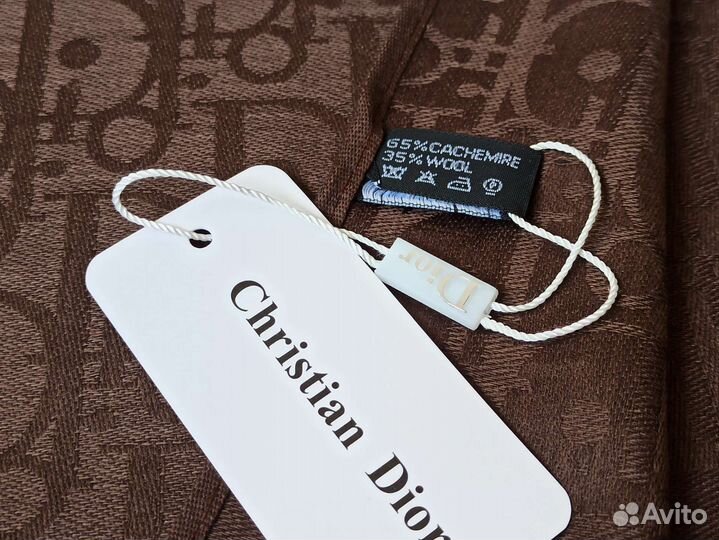 65% CACHEMIRE
35% WOOL
Dior
Christian Dior
Avito